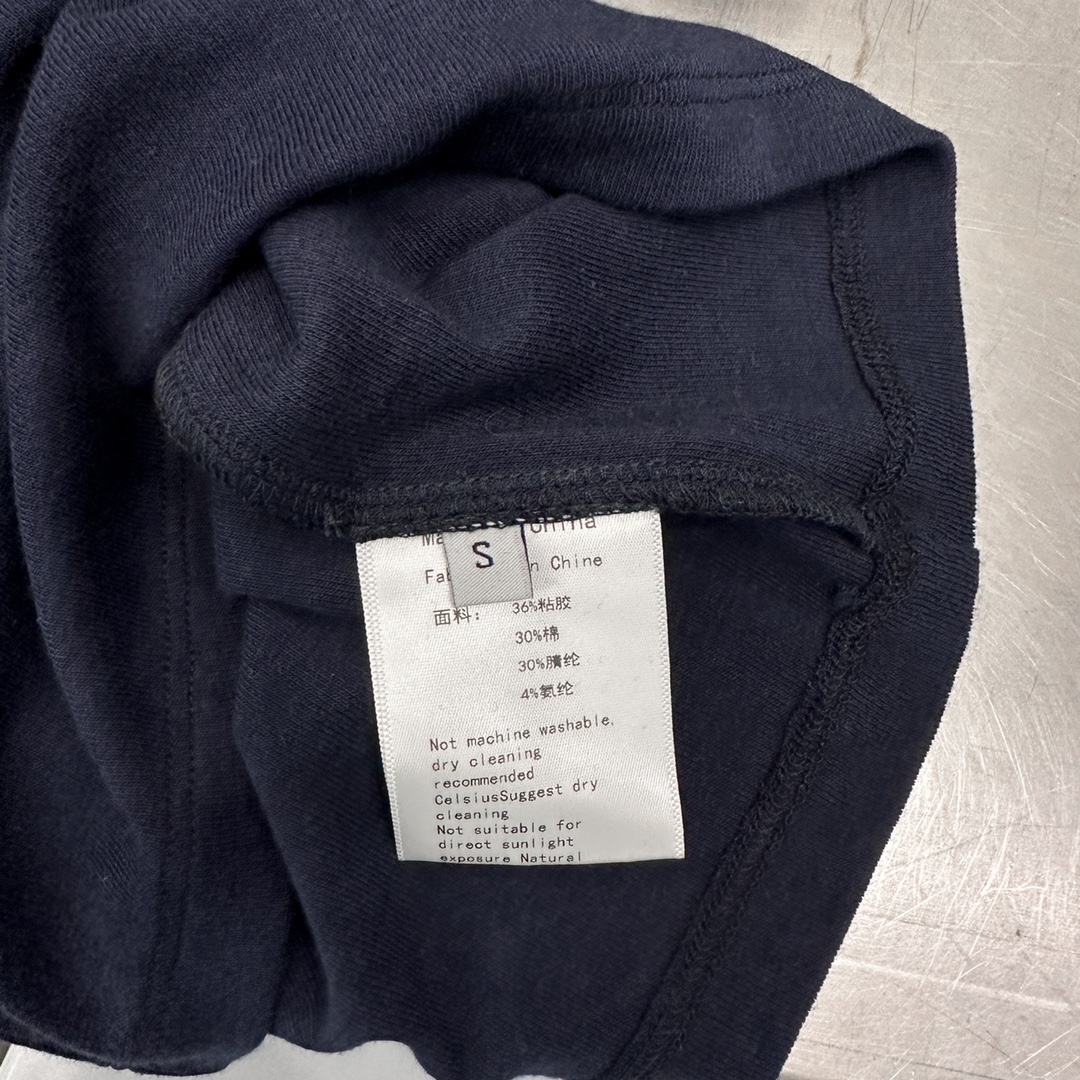 S
China
n Chine
面料: 36%粘胶
30%棉
30%腈纶
4%氨纶
Not machine washable.
dry cleaning
recommended
CelsiusSuggest dry
cleaning
Not suitable for
direct sunlight
exposure Natural